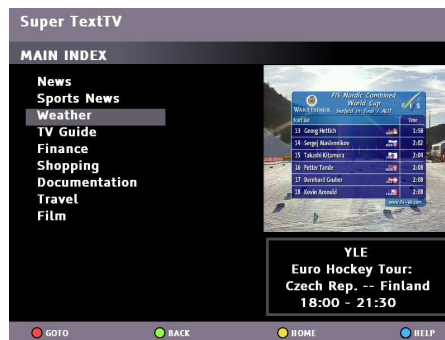 Super TextTV
MAIN INDEX
News
Sports News
Weather
TV Guide
Finance
Shopping
Documentation
Travel
Film
FIS Nordic Combined
World Cup
WARSTEINER Seefeld in Tirol / AUT FIS
Start List Time
13 Georg Hettich 1:58
14 Sergej Maslennikov 2:02
15 Takashi Kitamura 2:04
16 Petter Tande 2:08
17 Bernhard Gruber 2:08
18 Kevin Arnould 2:09
YLE
Euro Hockey Tour:
Czech Rep. -- Finland
18:00 - 21:30
GOTO BACK HOME HELP